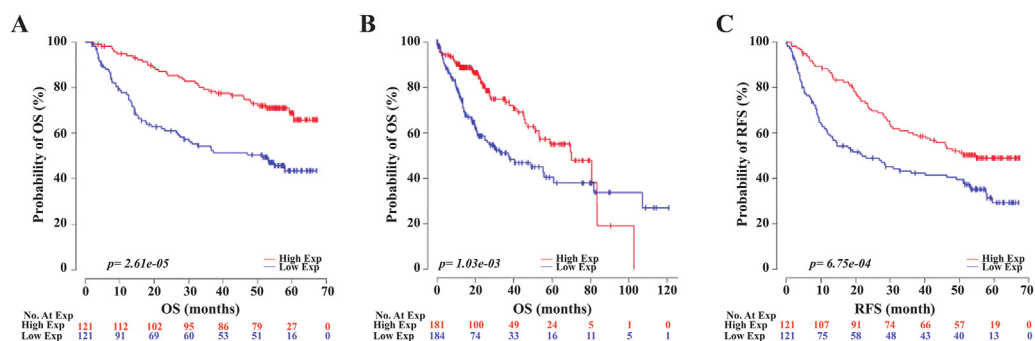 A
Probability of OS (%)
100
80
60
40
20
0
p= 2.61e-05
High Exp
Low Exp
0 10 20 30 40 50 60 70
OS (months)
No. At Exp
High Exp 121 112 102 95 86 79 27 0
Low Exp 121 91 69 60 53 51 16 0
B
Probability of OS (%)
100
80
60
40
20
0
p= 1.03e-03
High Exp
Low Exp
0 20 40 60 80 100 120
OS (months)
No. At Exp
High Exp 181 100 49 24 5 1 0
Low Exp 184 74 33 16 11 5 1
C
Probability of RFS (%)
100
80
60
40
20
0
p= 6.75e-04
High Exp
Low Exp
0 10 20 30 40 50 60 70
RFS (months)
No. At Exp
High Exp 121 107 91 74 66 57 19 0
Low Exp 121 75 58 48 43 40 13 0